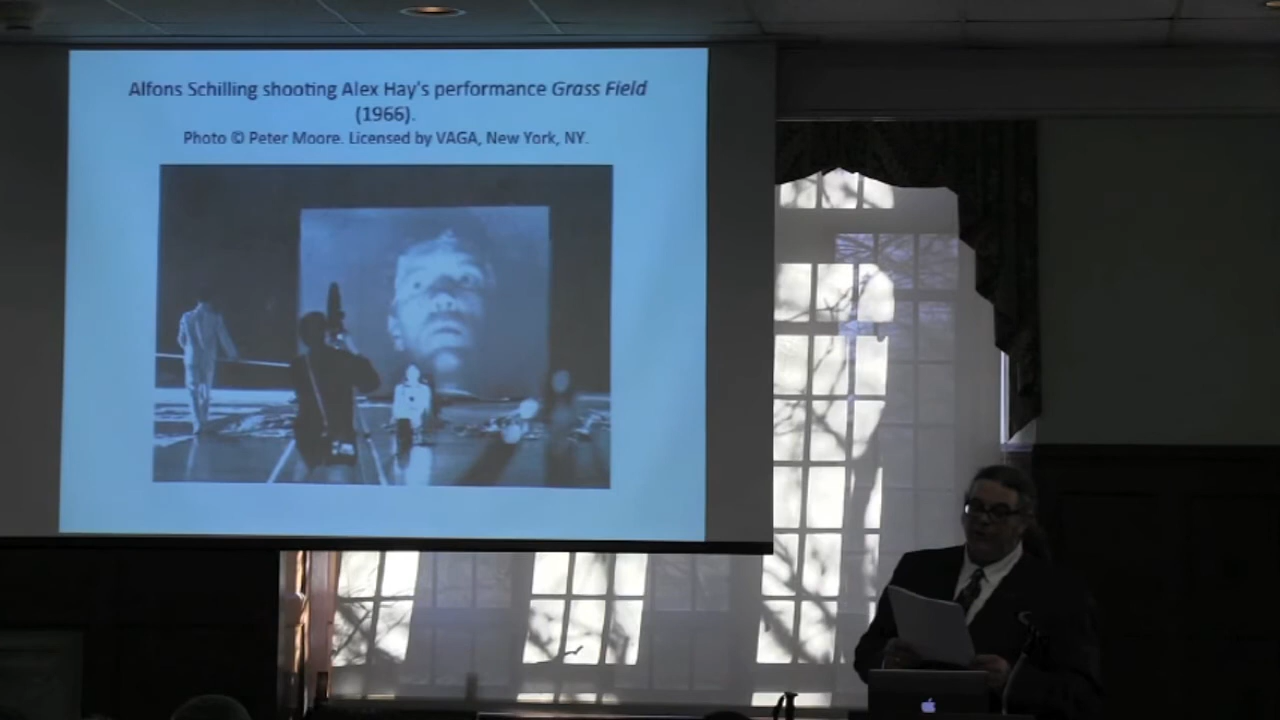 Alfons Schilling shooting Alex Hay's performance Grass Field
(1966).
Photo © Peter Moore. Licensed by VAGA, New York, NY.